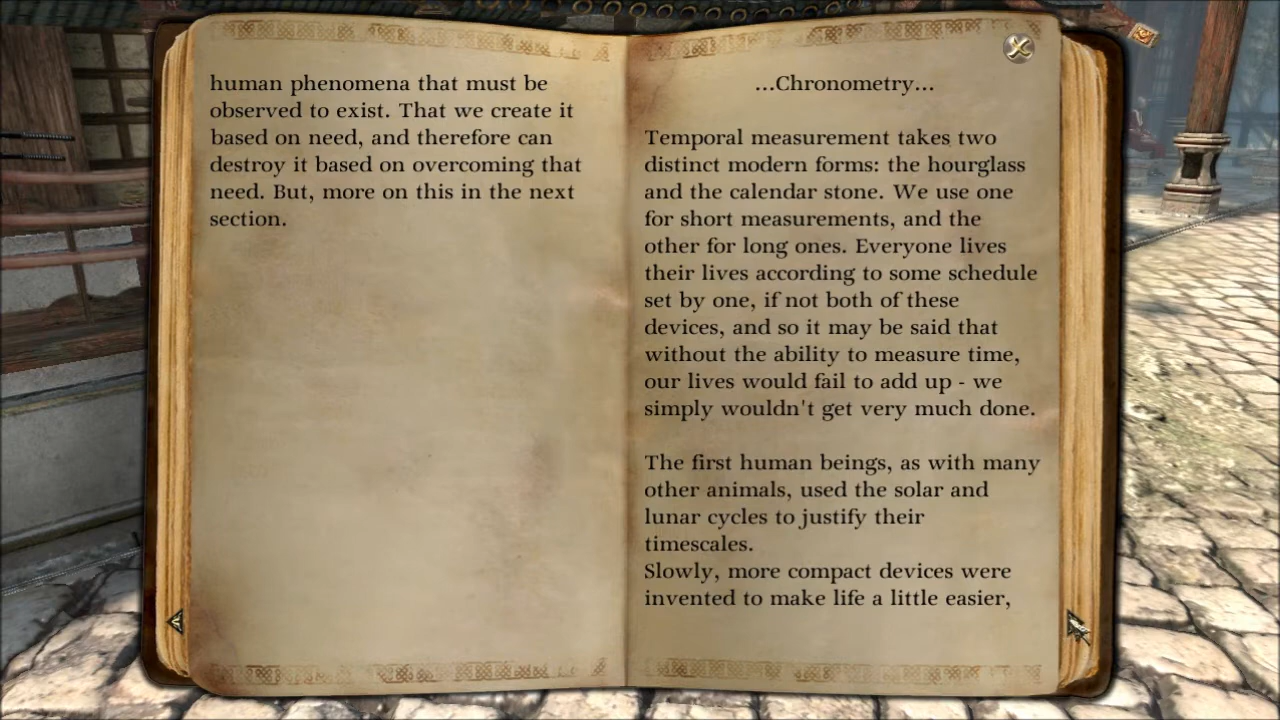 human phenomena that must be
observed to exist. That we create it
based on need, and therefore can
destroy it based on overcoming that
need. But, more on this in the next
section.
...Chronometry...
Temporal measurement takes two
distinct modern forms: the hourglass
and the calendar stone. We use one
for short measurements, and the
other for long ones. Everyone lives
their lives according to some schedule
set by one, if not both of these
devices, and so it may be said that
without the ability to measure time,
our lives would fail to add up - we
simply wouldn't get very much done.
The first human beings, as with many
other animals, used the solar and
lunar cycles to justify their
timescales.
Slowly, more compact devices were
invented to make life a little easier,